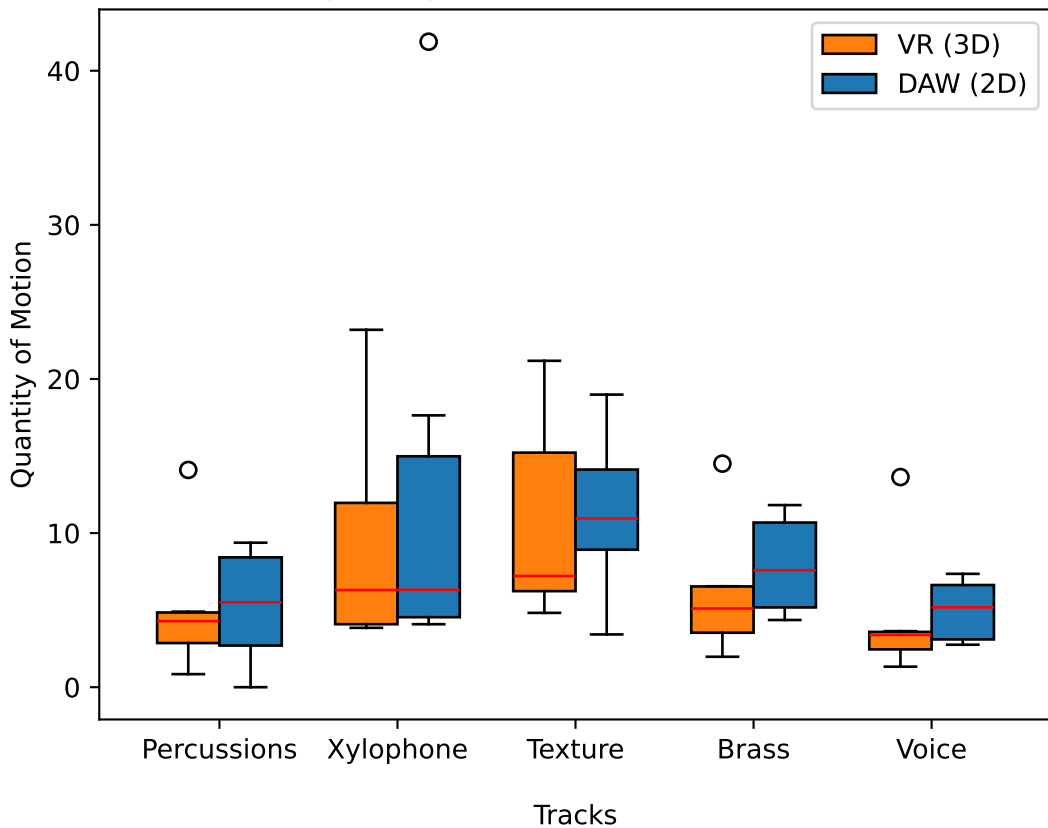 VR (3D)
DAW (2D)
Quantity of Motion
40
30
20
10
0
Percussions Xylophone Texture Brass Voice
Tracks